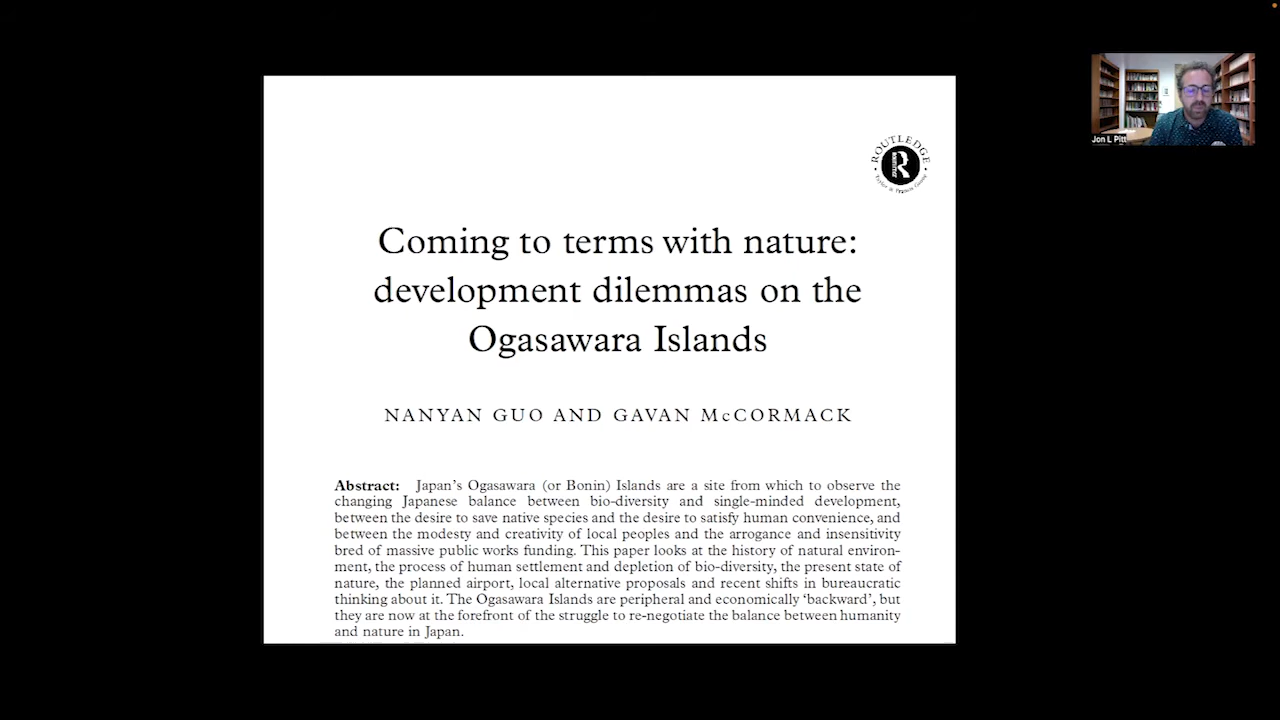 ROUTLEDGE
R
Coming to terms with nature:
development dilemmas on the
Ogasawara Islands
NANYAN GUO AND GAVAN McCORMACK
Abstract: Japan's Ogasawara (or Bonin) Islands are a site from which to observe the
changing Japanese balance between bio-diversity and single-minded development,
between the desire to save native species and the desire to satisfy human convenience, and
between the modesty and creativity of local peoples and the arrogance and insensitivity
bred of massive public works funding. This paper looks at the history of natural environ-
ment, the process of human settlement and depletion of bio-diversity, the present state of
nature, the planned airport, local alternative proposals and recent shifts in bureaucratic
thinking about it. The Ogasawara Islands are peripheral and economically ‘backward’, but
they are now at the forefront of the struggle to re-negotiate the balance between humanity
and nature in Japan.
Jon L Pitt